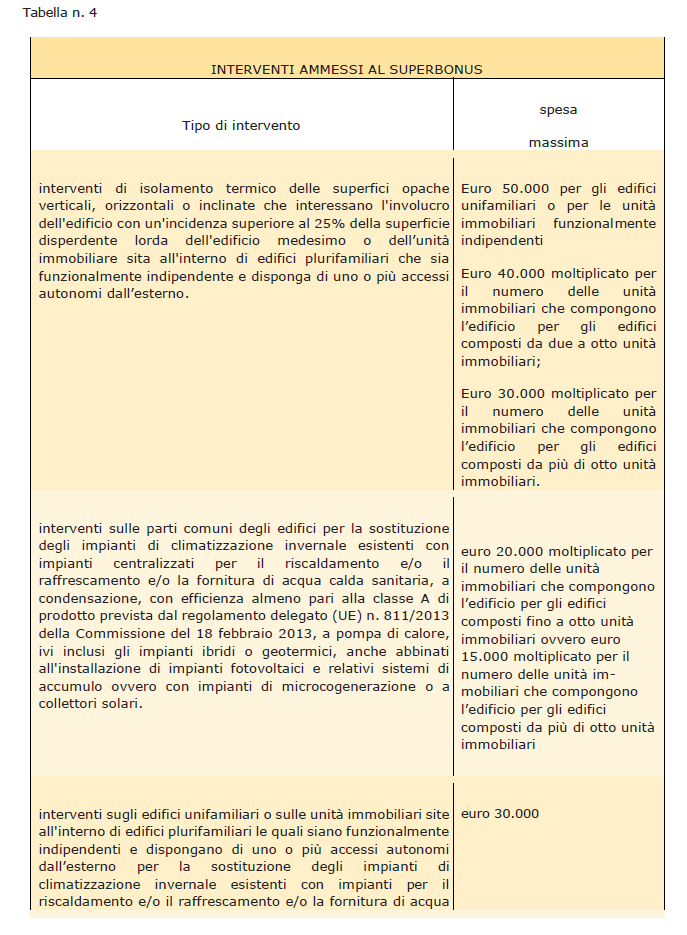 Tabella n. 4
INTERVENTI AMMESSI AL SUPERBONUS
Tipo di intervento
spesa
massima
interventi di isolamento termico delle superfici opache
verticali, orizzontali o inclinate che interessano l'involucro
dell'edificio con un'incidenza superiore al 25% della superficie
disperdente lorda dell'edificio medesimo o dell’unità
immobiliare sita all'interno di edifici plurifamiliari che sia
funzionalmente indipendente e disponga di uno o più accessi
autonomi dall’esterno.
Euro 50.000 per gli edifici
unifamiliari o per le unità
immobiliari funzionalmente
indipendenti
Euro 40.000 moltiplicato per
il numero delle unità
immobiliari che compongono
l’edificio per gli edifici
composti da due a otto unità
immobiliari;
Euro 30.000 moltiplicato per
il numero delle unità
immobiliari che compongono
l’edificio per gli edifici
composti da più di otto unità
immobiliari.
interventi sulle parti comuni degli edifici per la sostituzione
degli impianti di climatizzazione invernale esistenti con
impianti centralizzati per il riscaldamento e/o il
raffrescamento e/o la fornitura di acqua calda sanitaria, a
condensazione, con efficienza almeno pari alla classe A di
prodotto prevista dal regolamento delegato (UE) n. 811/2013
della Commissione del 18 febbraio 2013, a pompa di calore,
ivi inclusi gli impianti ibridi o geotermici, anche abbinati
all'installazione di impianti fotovoltaici e relativi sistemi di
accumulo ovvero con impianti di microcogenerazione o a
collettori solari.
euro 20.000 moltiplicato per
il numero delle unità
immobiliari che compongono
l’edificio per gli edifici
composti fino a otto unità
immobiliari ovvero euro
15.000 moltiplicato per il
numero delle unità im-
mobiliari che compongono
l’edificio per gli edifici
composti da più di otto unità
immobiliari
interventi sugli edifici unifamiliari o sulle unità immobiliari site
all'interno di edifici plurifamiliari le quali siano funzionalmente
indipendenti e dispongano di uno o più accessi autonomi
dall’esterno per la sostituzione degli impianti di
climatizzazione invernale esistenti con impianti per il
riscaldamento e/o il raffrescamento e/o la fornitura di acqua
euro 30.000